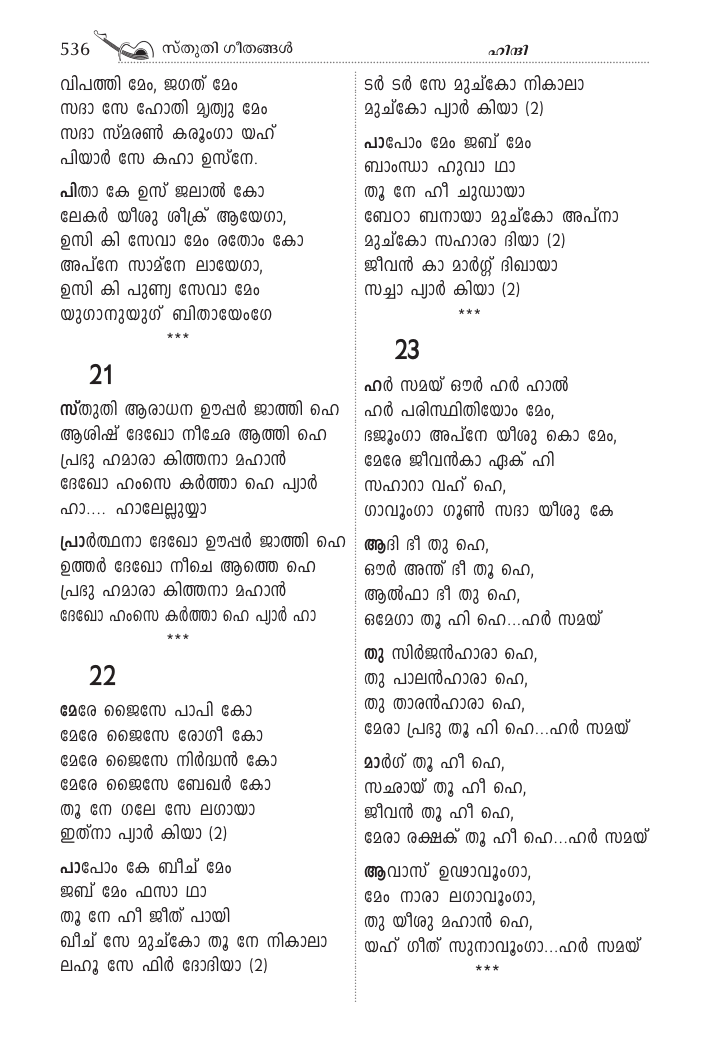 536 സ്തുതി ഗീതങ്ങൾ ഹിന്ദി
വിപത്തി മേം, ജഗത് മേം
സദാ സേ ഹോതി മൃത്യു മേം
സദാ സ്മരൺ കരൂംഗാ യഹ്
പിയാർ സേ കഹാ ഉസ്നേ.
പിതാ കേ ഉസ് ജലാൽ കോ
ലേകർ യീശു ശീക്ര് ആയേഗാ,
ഉസി കി സേവാ മേം രതോം കോ
അപ്നേ സാമ്നേ ലായേഗാ,
ഉസി കി പുണ്യ സേവാ മേം
യുഗാനുയുഗ് ബിതായേംഗേ
***
21
സ്തുതി ആരാധന ഊപ്പർ ജാത്തി ഹെ
ആശിഷ് ദേഖോ നീഛേ ആത്തി ഹെ
പ്രഭു ഹമാരാ കിത്തനാ മഹാൻ
ദേഖോ ഹംസെ കർത്താ ഹെ പ്യാർ
ഹാ.... ഹാലേല്ലുയ്യാ
പ്രാർത്ഥനാ ദേഖോ ഊപ്പർ ജാത്തി ഹെ
ഉത്തർ ദേഖോ നീചെ ആത്തെ ഹെ
പ്രഭു ഹമാരാ കിത്തനാ മഹാൻ
ദേഖോ ഹംസെ കർത്താ ഹെ പ്യാർ ഹാ
***
22
മേരേ ജൈസേ പാപി കോ
മേരേ ജൈസേ രോഗീ കോ
മേരേ ജൈസേ നിർദ്ധൻ കോ
മേരേ ജൈസേ ബേഖർ കോ
തൂ നേ ഗലേ സേ ലഗായാ
ഇത്നാ പ്യാർ കിയാ (2)
പാപോം കേ ബീച് മേം
ജബ് മേം ഫസാ ഥാ
തൂ നേ ഹീ ജീത് പായി
ഖീച് സേ മുച്കോ തൂ നേ നികാലാ
ലഹൂ സേ ഫിർ ദോദിയാ (2)
ടർ ടർ സേ മുച്കോ നികാലാ
മുച്കോ പ്യാർ കിയാ (2)
പാപോം മേം ജബ് മേം
ബാംന്ധാ ഹുവാ ഥാ
തൂ നേ ഹീ ചുഡായാ
ബേഠാ ബനായാ മുച്കോ അപ്നാ
മുച്കോ സഹാരാ ദിയാ (2)
ജീവൻ കാ മാർഗ്ഗ് ദിഖായാ
സച്ചാ പ്യാർ കിയാ (2)
***
23
ഹർ സമയ് ഔർ ഹർ ഹാൽ
ഹർ പരിസ്ഥിതിയോം മേം,
ഭജൂംഗാ അപ്നേ യീശു കൊ മേം,
മേരേ ജീവൻകാ ഏക് ഹി
സഹാറാ വഹ് ഹെ,
ഗാവൂംഗാ ഗൂൺ സദാ യീശു കേ
ആദി ഭീ തു ഹെ,
ഔർ അന്ത് ഭീ തൂ ഹെ,
ആൽഫാ ഭീ തു ഹെ,
ഒമേഗാ തൂ ഹി ഹെ...ഹർ സമയ്
തു സിർജൻഹാരാ ഹെ,
തു പാലൻഹാരാ ഹെ,
തു താരൻഹാരാ ഹെ,
മേരാ പ്രഭു തൂ ഹി ഹെ...ഹർ സമയ്
മാർഗ് തൂ ഹീ ഹെ,
സഛായ് തൂ ഹീ ഹെ,
ജീവൻ തൂ ഹീ ഹെ,
മേരാ രക്ഷക് തൂ ഹീ ഹെ...ഹർ സമയ്
ആവാസ് ഉഠാവൂംഗാ,
മേം നാരാ ലഗാവൂംഗാ,
തു യീശു മഹാൻ ഹെ,
യഹ് ഗീത് സുനാവൂംഗാ...ഹർ സമയ്
***